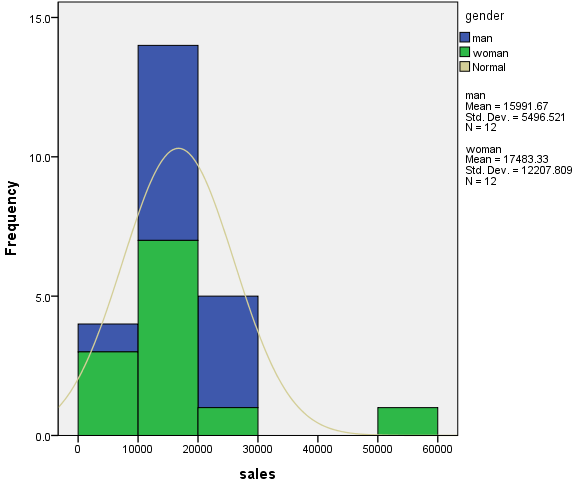 gender
man
woman
Normal
man
Mean = 15991.67
Std. Dev. = 5496.521
N = 12
woman
Mean = 17483.33
Std. Dev. = 12207.809
N = 12
Frequency
15.0
10.0
5.0
0.0
0 10000 20000 30000 40000 50000 60000
sales